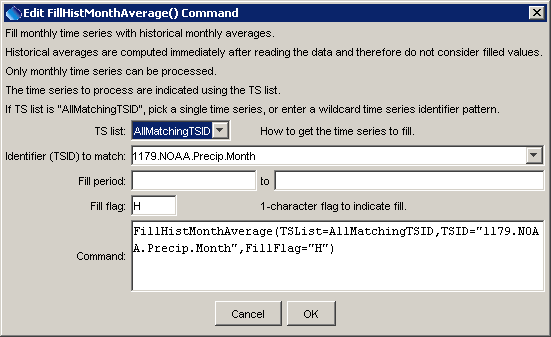 Edit FillHistMonthAverage() Command
Fill monthly time series with historical monthly averages.
Historical averages are computed immediately after reading the data and therefore do not consider filled values.
Only monthly time series can be processed.
The time series to process are indicated using the TS list.
If TS list is "AllMatchingTSID", pick a single time series, or enter a wildcard time series identifier pattern.
TS list: AllMatchingTSID How to get the time series to fill.
Identifier (TSID) to match: 1179.NOAA.Precip.Month
Fill period: to
Fill flag: H 1-character flag to indicate fill.
FillHistMonthAverage(TSList=AllMatchingTSID,TSID="1179.NOA
Command: A.Precip.Month",FillFlag="H")
Cancel OK